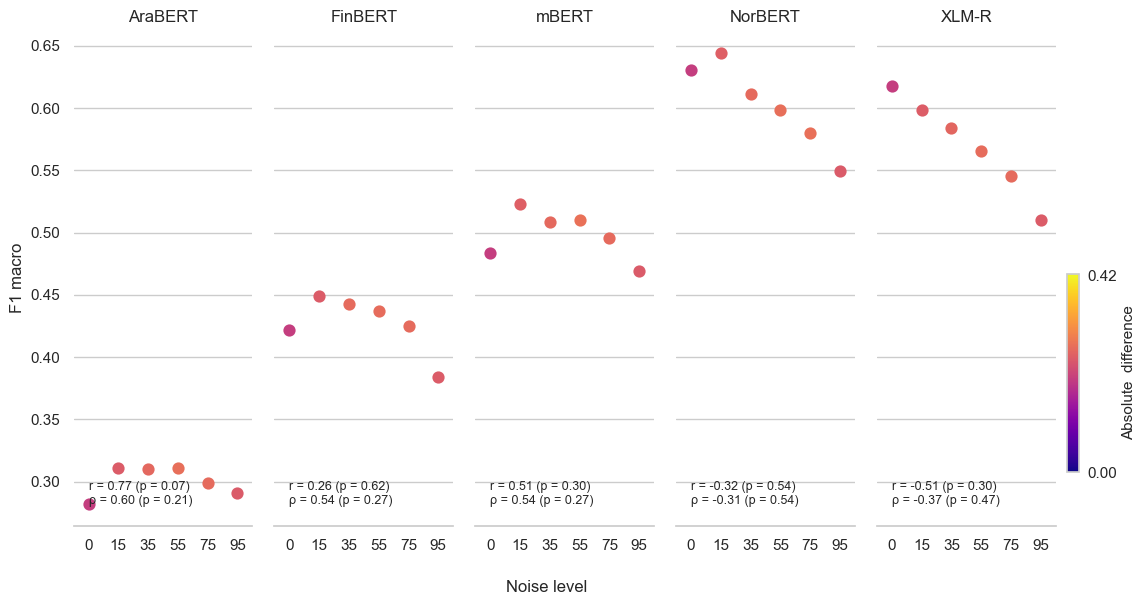 AraBERT FinBERT mBERT NorBERT XLM-R
0.65
0.60
0.55
0.50
0.45
0.40
0.35
0.30
F1 macro
r = 0.77 (p = 0.07)
ρ = 0.60 (p = 0.21)
r = 0.26 (p = 0.62)
ρ = 0.54 (p = 0.27)
r = 0.51 (p = 0.30)
ρ = 0.54 (p = 0.27)
r = -0.32 (p = 0.54)
ρ = -0.31 (p = 0.54)
r = -0.51 (p = 0.30)
ρ = -0.37 (p = 0.47)
0 15 35 55 75 95 0 15 35 55 75 95 0 15 35 55 75 95 0 15 35 55 75 95 0 15 35 55 75 95
Noise level
0.42
Absolute difference
0.00